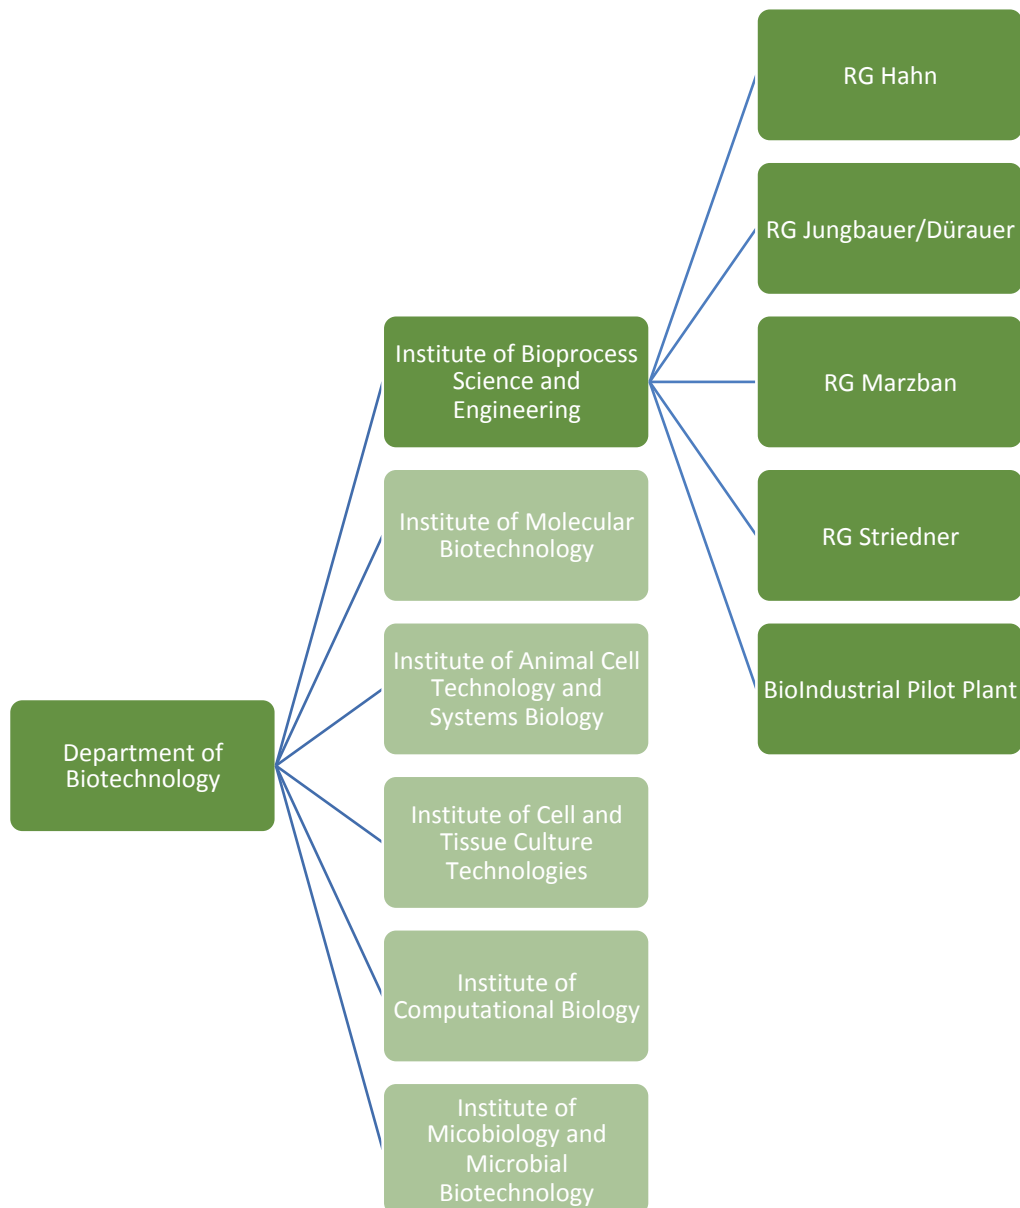 Department of
Biotechnology
Institute of Bioprocess
Science and
Engineering
Institute of Molecular
Biotechnology
Institute of Animal Cell
Technology and
Systems Biology
Institute of Cell and
Tissue Culture
Technologies
Institute of
Computational Biology
Institute of
Micobiology and
Microbial
Biotechnology
RG Hahn
RG Jungbauer/Dürauer
RG Marzban
RG Striedner
BioIndustrial Pilot Plant